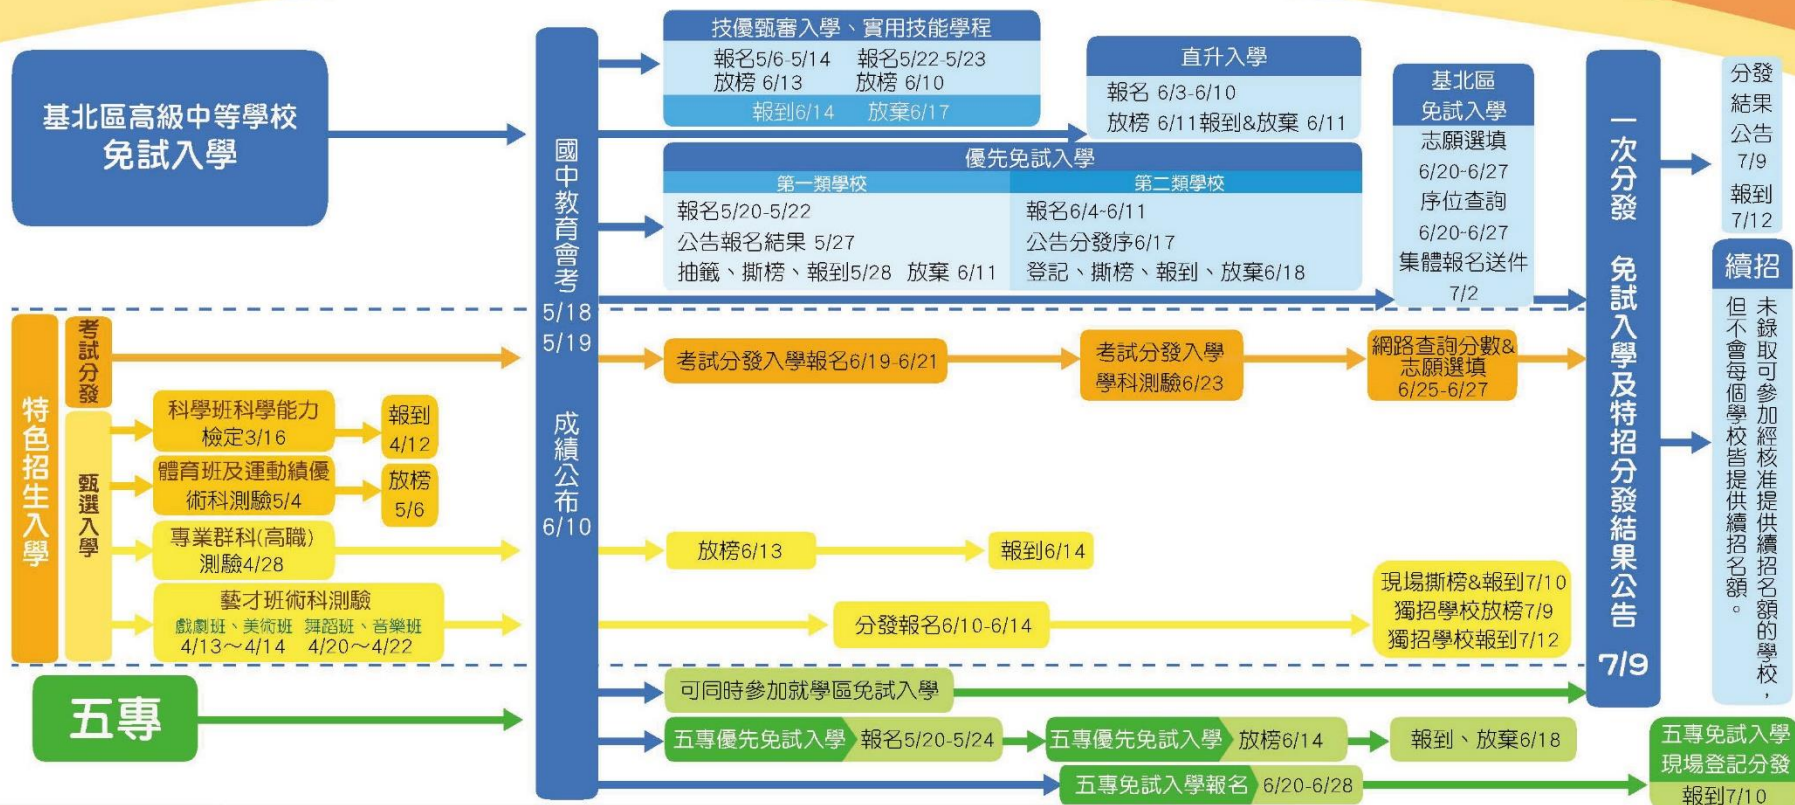 基北區高級中等學校
免試入學
國中教育會考
5/18
5/19
成績公布
6/10
技優甄審入學、實用技能學程
報名5/6-5/14 報名5/22-5/23
放榜 6/13 放榜 6/10
報到6/14 放棄6/17
直升入學
報名 6/3-6/10
放榜 6/11報到&放棄 6/11
優先免試入學
第一類學校
報名5/20-5/22
公告報名結果 5/27
抽籤、撕榜、報到5/28 放棄 6/11
第二類學校
報名6/4-6/11
公告分發序6/17
登記、撕榜、報到、放棄6/18
基北區
免試入學
志願選填
6/20-6/27
序位查詢
6/20-6/27
集體報名送件
7/2
一次分發 免試入學及特招分發結果公告
7/9
分發
結果
公告
7/9
報到
7/12
續招
未錄取可參加經核准提供續招名額的學校，
但不會每個學校皆提供續招名額。
特色招生入學
考試分發
考試分發入學報名6/19-6/21
考試分發入學
學科測驗6/23
網路查詢分數&
志願選填
6/25-6/27
甄選入學
科學班科學能力
檢定3/16
報到
4/12
體育班及運動績優
術科測驗5/4
放榜
5/6
專業群科(高職)
測驗4/28
放榜6/13
報到6/14
藝才班術科測驗
戲劇班、美術班 舞蹈班、音樂班
4/13～4/14 4/20～4/22
分發報名6/10-6/14
現場撕榜&報到7/10
獨招學校放榜7/9
獨招學校報到7/12
五專
可同時參加就學區免試入學
五專優先免試入學 報名5/20-5/24
五專優先免試入學 放榜6/14
報到、放棄6/18
五專免試入學報名 6/20-6/28
五專免試入學
現場登記分發
報到7/10